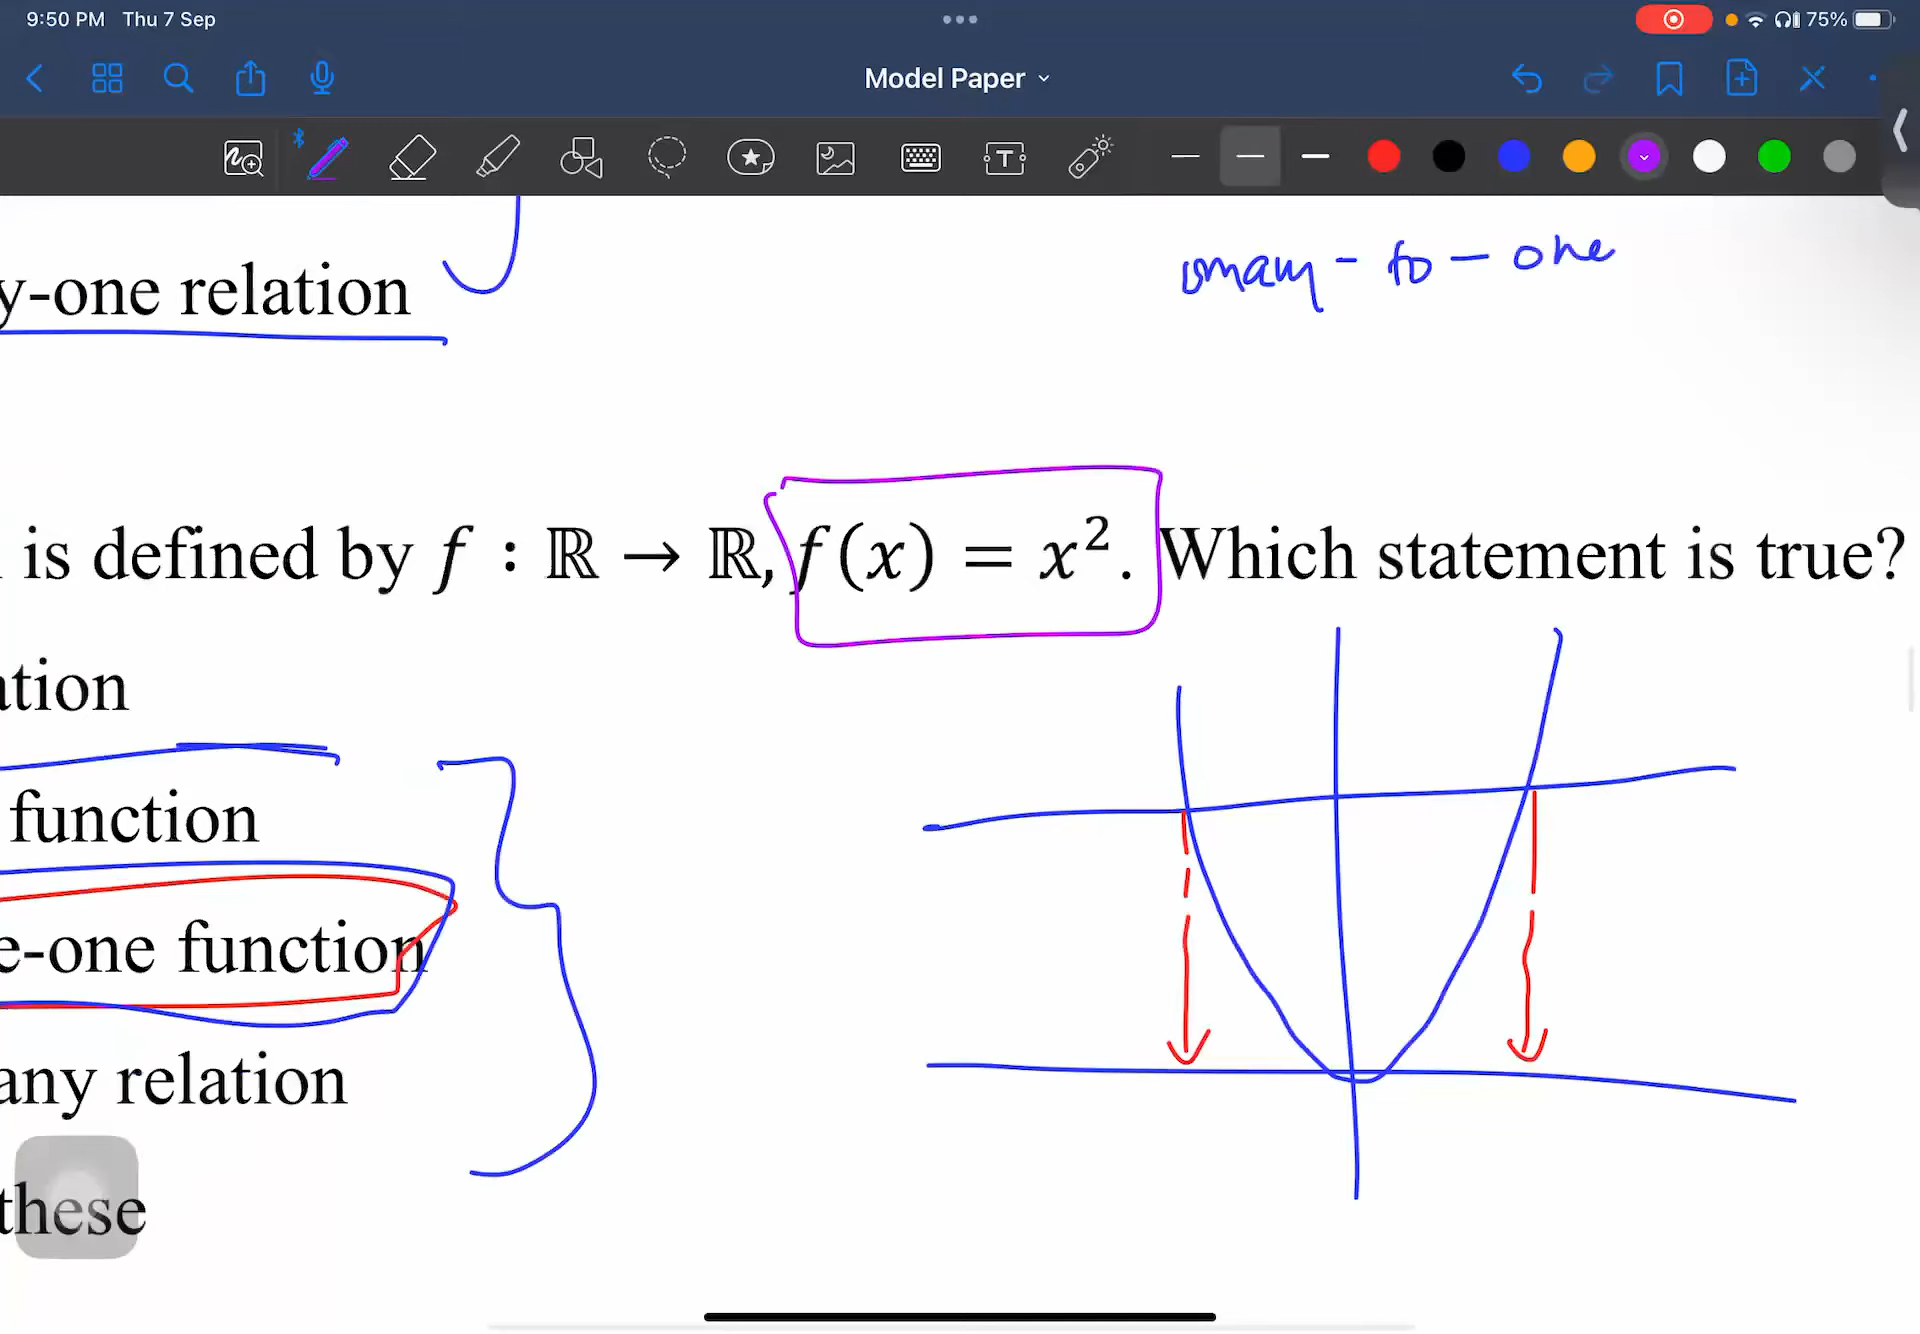 9:50 PM Thu 7 Sep
75%
Model Paper
T
many - to - one
y-one relation
is defined by f : ℝ → ℝ, f(x) = x². Which statement is true?
ation
function
e-one function
any relation
these